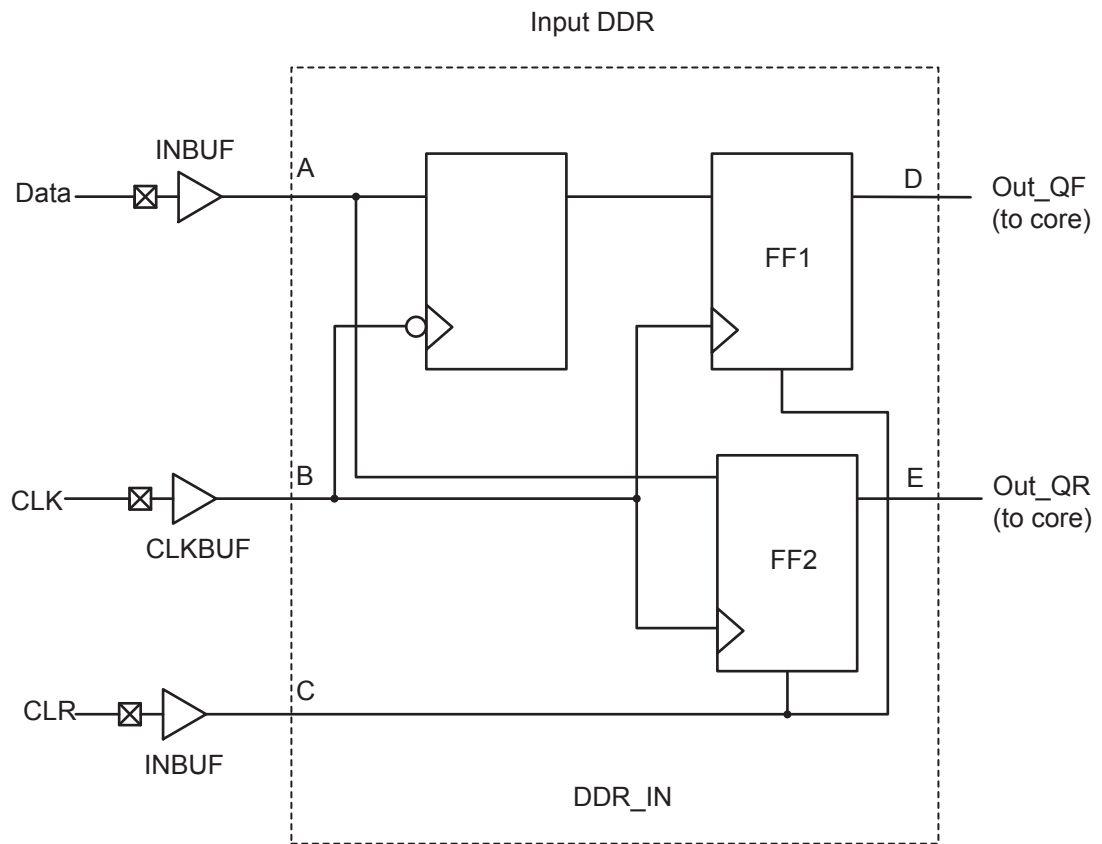 Input DDR
INBUF
A
D
Data
Out_QF
(to core)
FF1
B
E
CLK
Out_QR
(to core)
CLKBUF
FF2
C
CLR
INBUF
DDR_IN